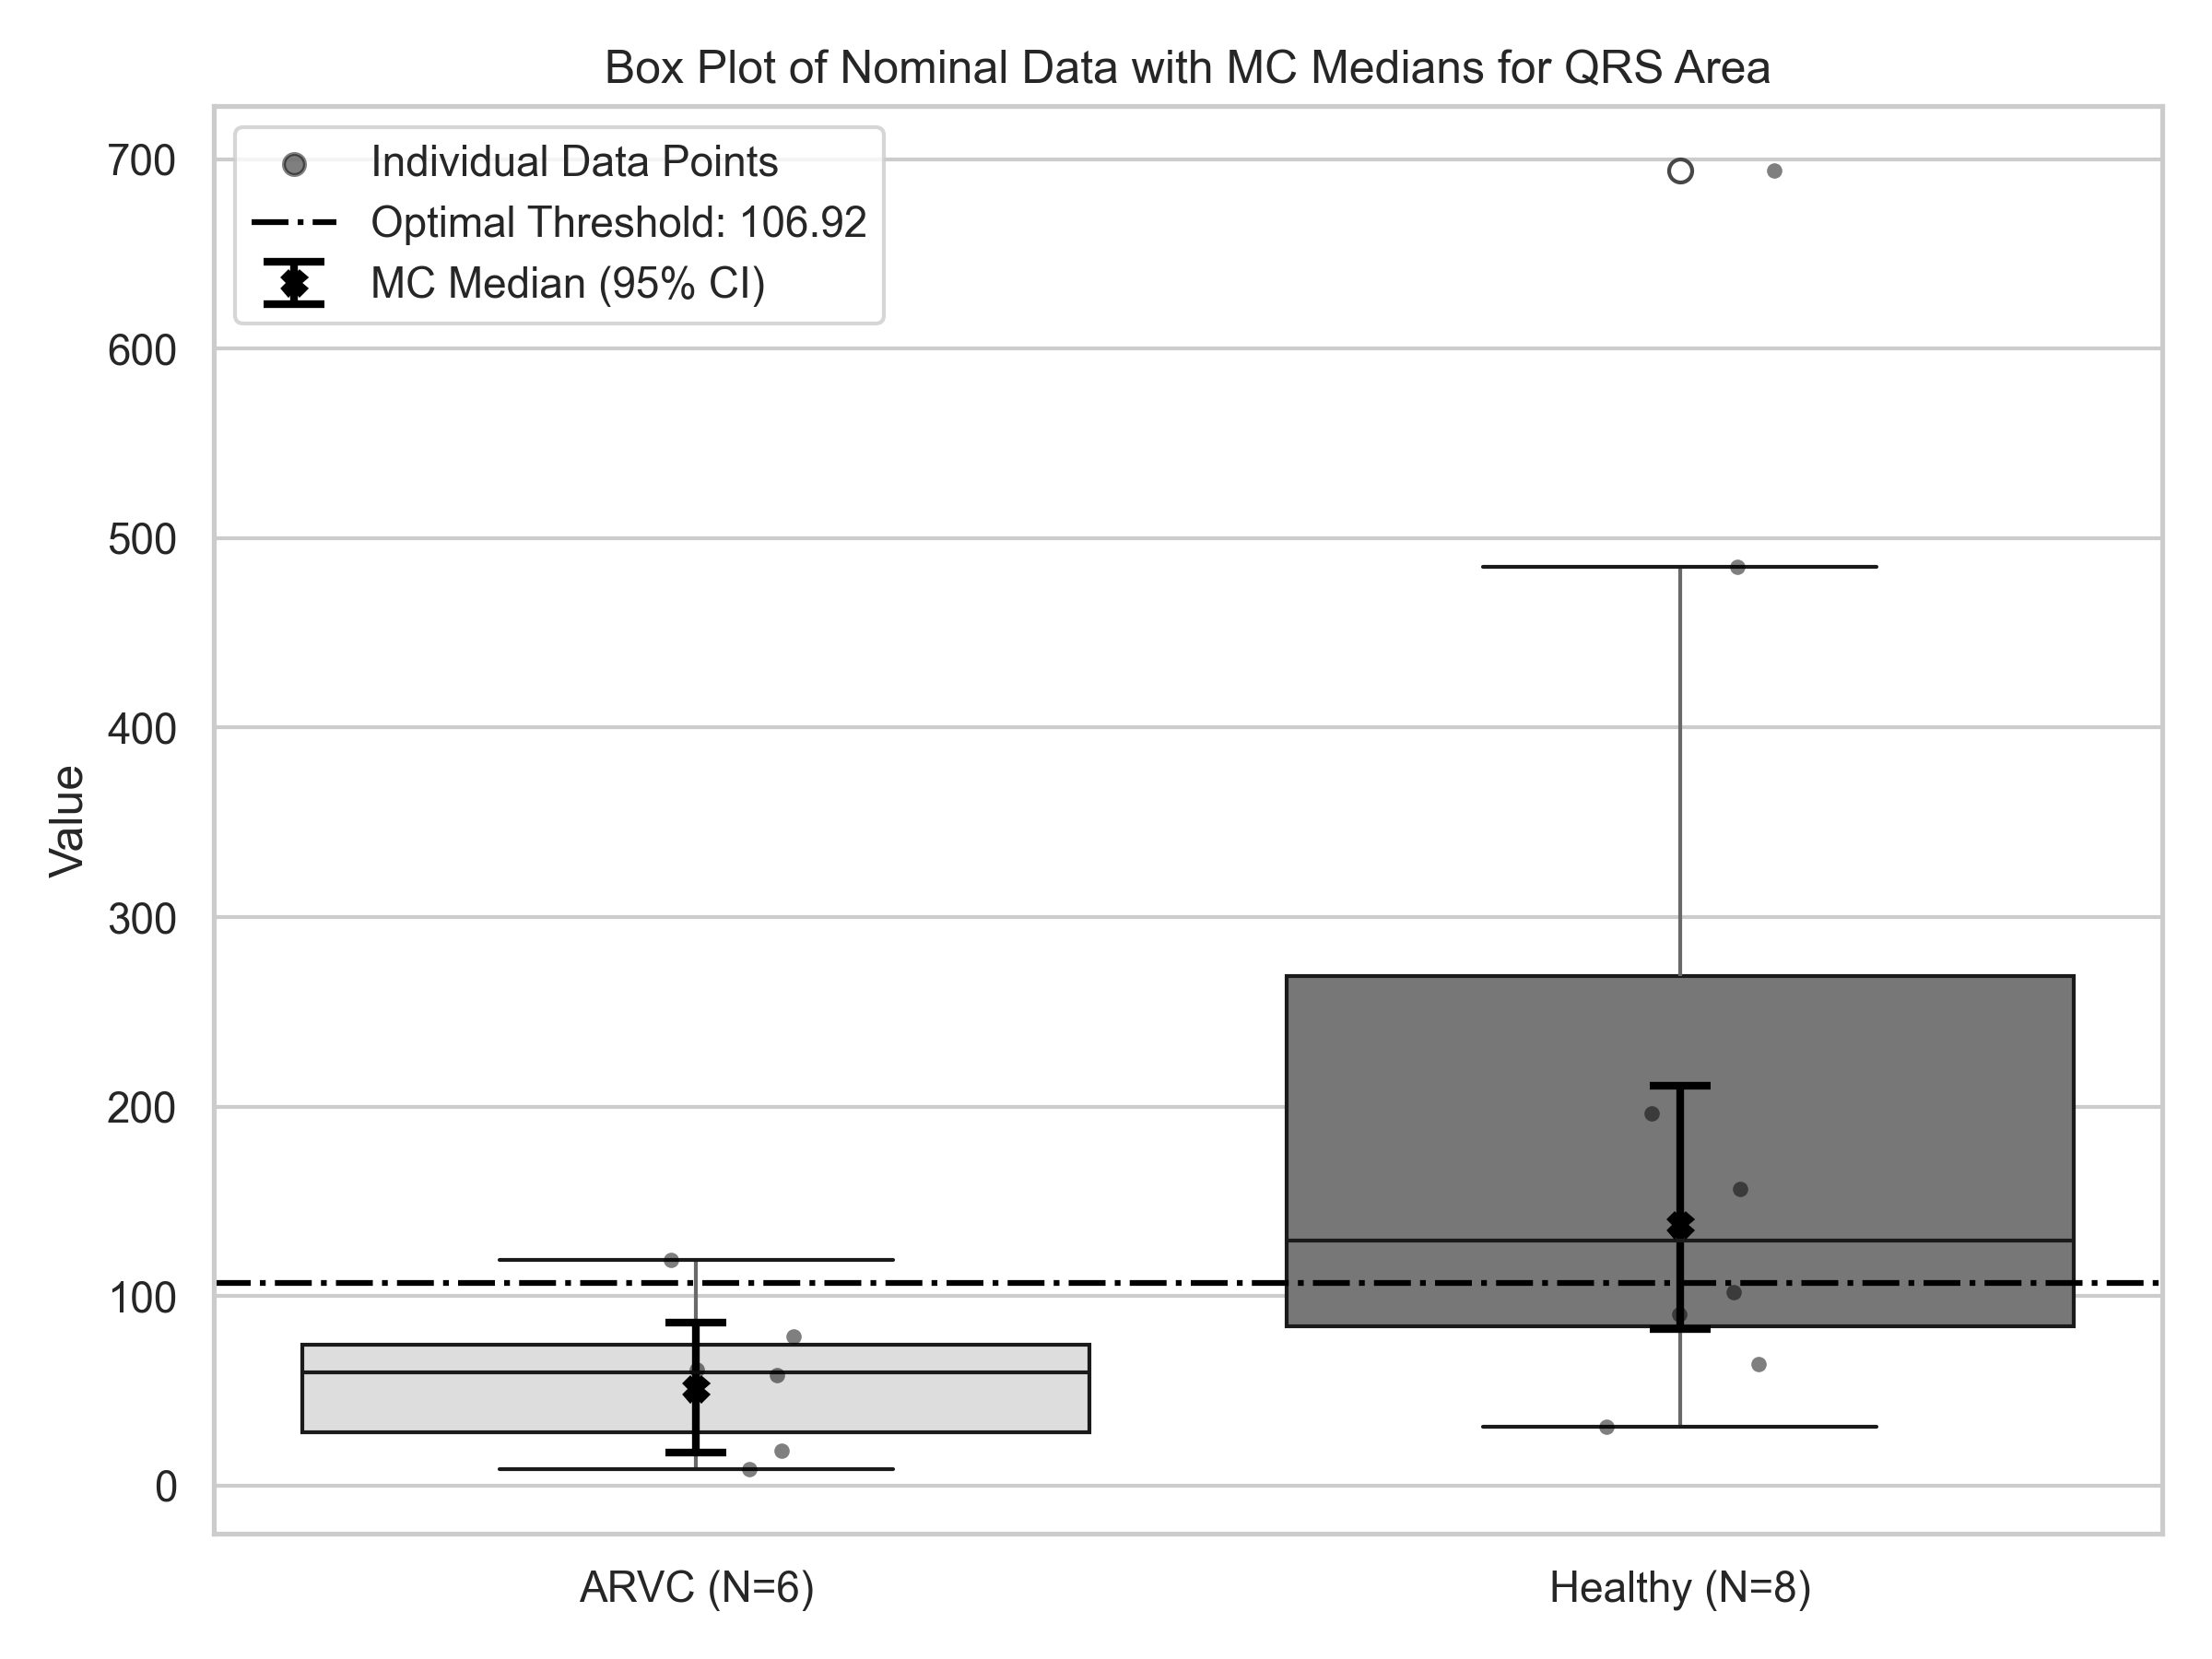 Box Plot of Nominal Data with MC Medians for QRS Area
Individual Data Points
Optimal Threshold: 106.92
MC Median (95% CI)
700
600
500
400
300
200
100
0
Value
ARVC (N=6)
Healthy (N=8)